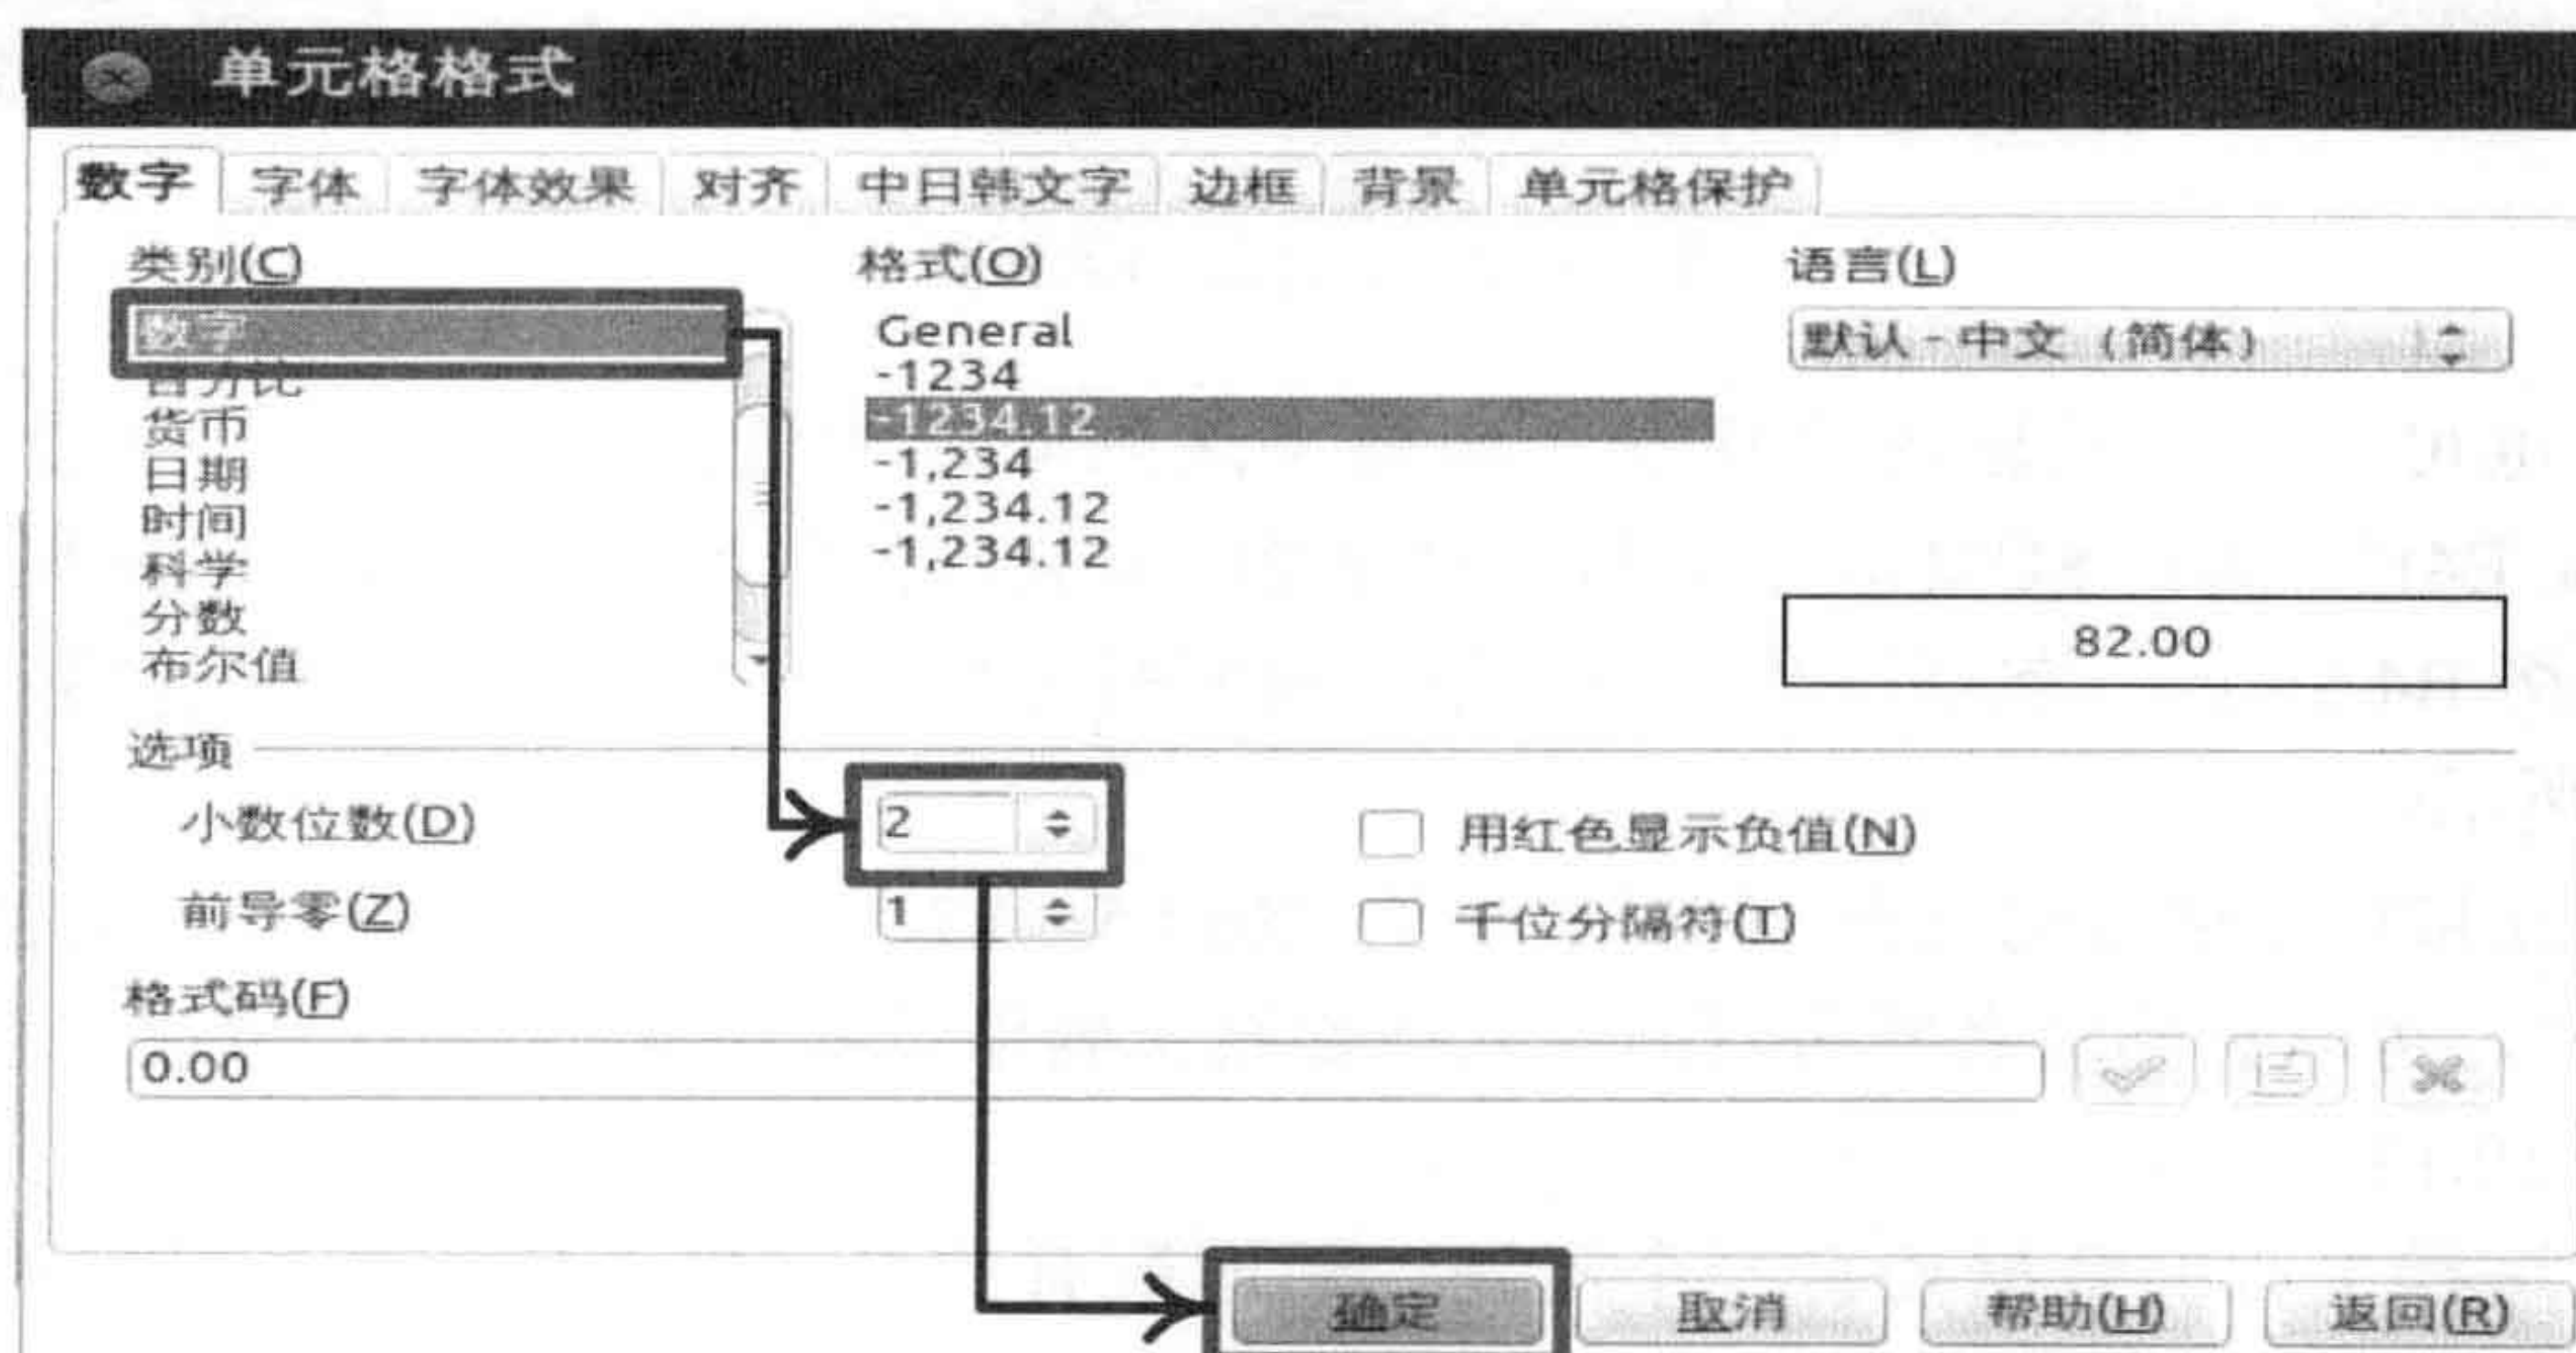 单元格格式
数字 字体 字体效果 对齐 中日韩文字 边框 背景 单元格保护
类别(C) 格式(O) 语言(L)
数字 General 默认 - 中文 (简体)
百分比 -1234
货币 -1234.12
日期 -1,234
时间 -1,234.12
科学 -1,234.12
分数
布尔值
82.00
选项
小数位数(D) 2 用红色显示负值(N)
前导零(Z) 1 千位分隔符(T)
格式码(F)
0.00
确定 取消 帮助(H) 返回(R)